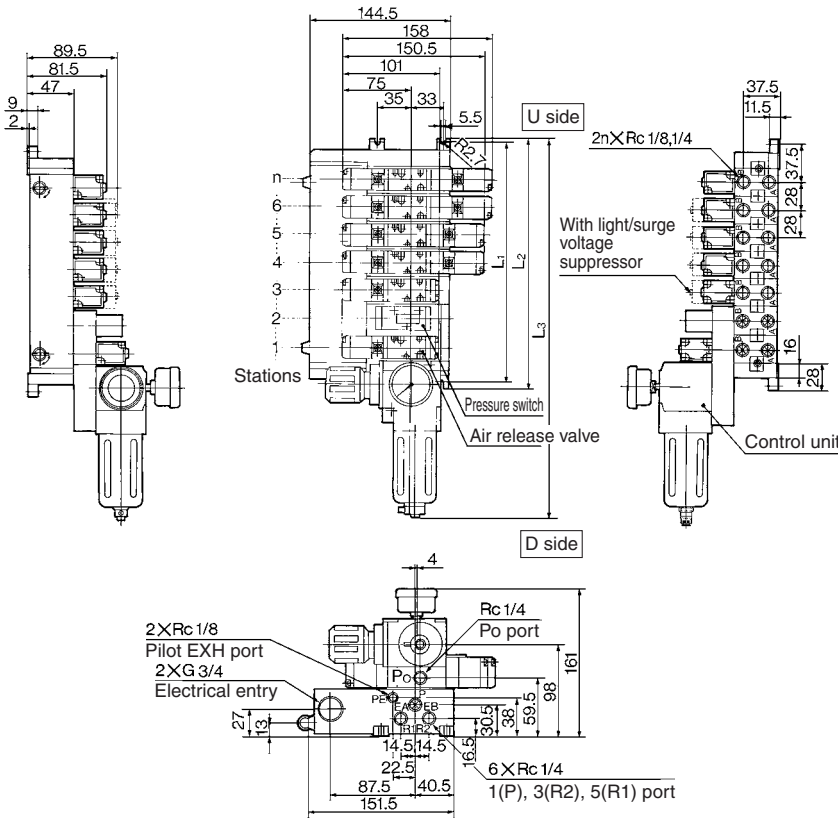 144.5
158
150.5
101
75
35
33
5.5
89.5
81.5
47
9
2
U side
R2.7
n
6
5
4
3
2
1
Stations
L1
L2
L3
Pressure switch
Air release valve
D side
37.5
11.5
2n×Rc 1/8,1/4
37.5
28
28
With light/surge
voltage
suppressor
B
A
B
A
B
A
16
28
Control unit
4
Rc 1/4
Po port
2×Rc 1/8
Pilot EXH port
2×G 3/4
Electrical entry
Po
PE
P
EA
EB
R1
R2
27
13
14.5
14.5
22.5
87.5
40.5
151.5
16.5
30.5
38
59.5
98
161
6×Rc 1/4
1(P), 3(R2), 5(R1) port